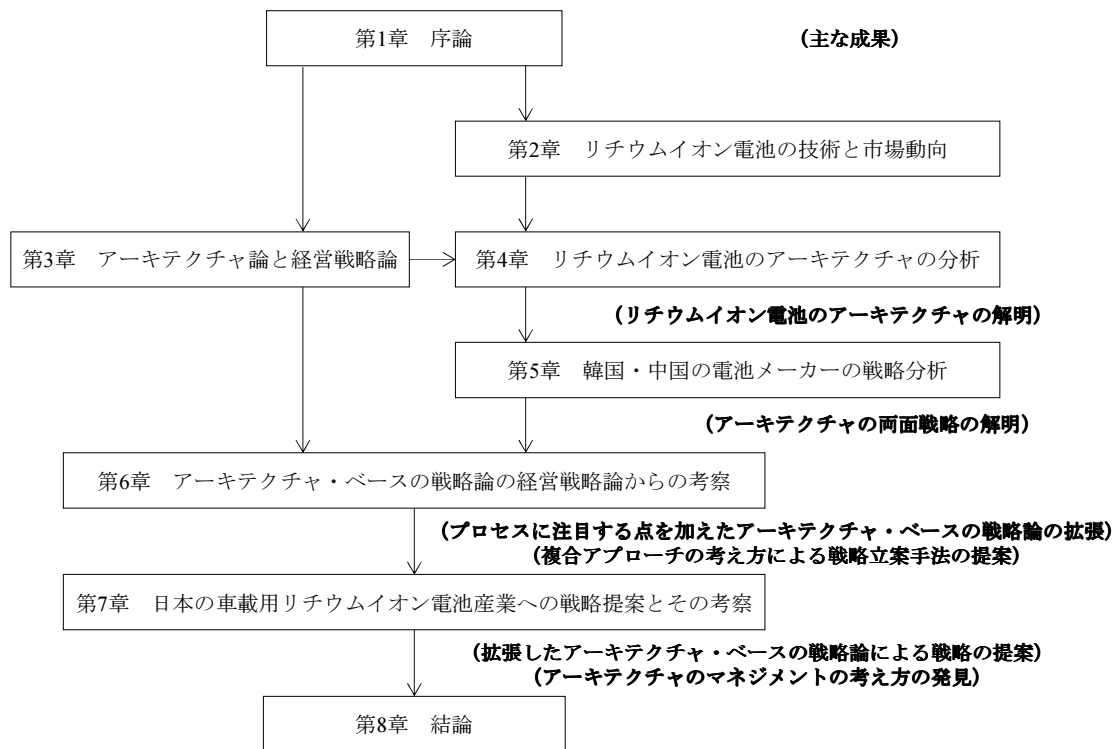 第1章　序論
（主な成果）
第2章　リチウムイオン電池の技術と市場動向
第3章　アーキテクチャ論と経営戦略論
第4章　リチウムイオン電池のアーキテクチャの分析
（リチウムイオン電池のアーキテクチャの解明）
第5章　韓国・中国の電池メーカーの戦略分析
（アーキテクチャの両面戦略の解明）
第6章　アーキテクチャ・ベースの戦略論の経営戦略論からの考察
（プロセスに注目する点を加えたアーキテクチャ・ベースの戦略論の拡張）
（複合アプローチの考え方による戦略立案手法の提案）
第7章　日本の車載用リチウムイオン電池産業への戦略提案とその考察
（拡張したアーキテクチャ・ベースの戦略論による戦略の提案）
（アーキテクチャのマネジメントの考え方の発見）
第8章　結論